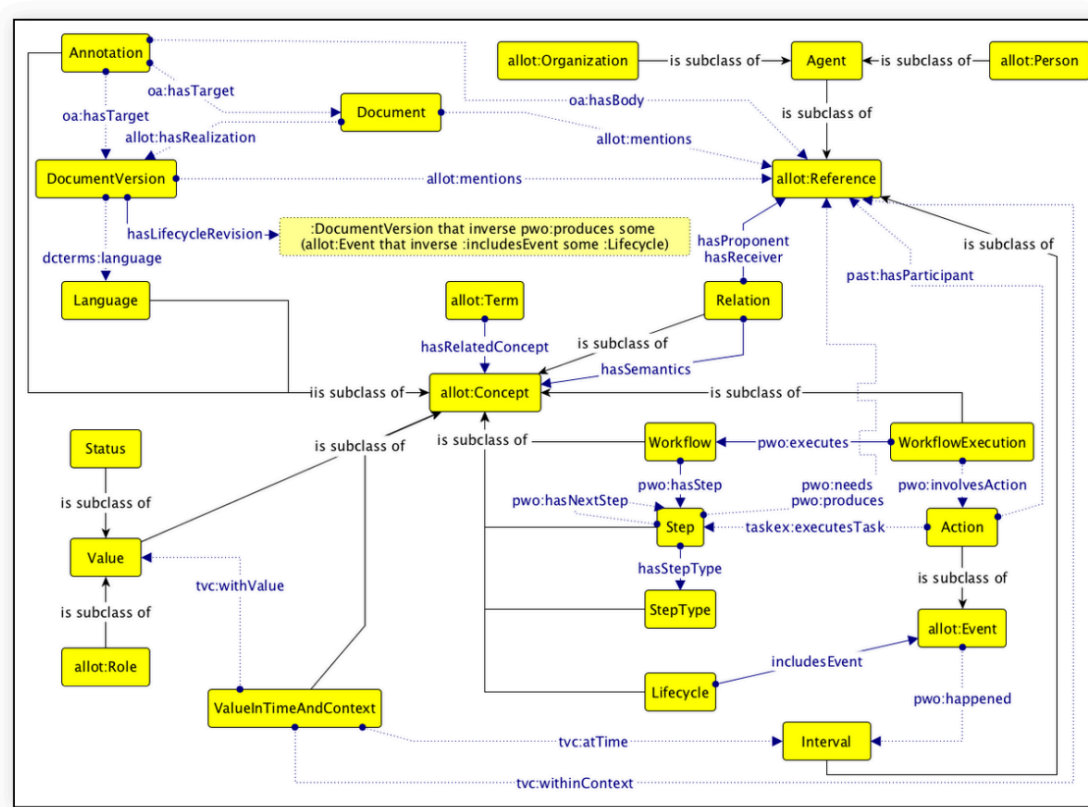 Annotation
allot:Organization
is subclass of
Agent
is subclass of
allot:Person
oa:hasTarget
oa:hasBody
oa:hasTarget
Document
is subclass of
allot:hasRealization
allot:mentions
DocumentVersion
allot:mentions
allot:Reference
hasLifecycleRevision
:DocumentVersion that inverse pwo:produces some
(allot:Event that inverse :includesEvent some :Lifecycle)
hasProponent
hasReceiver
is subclass of
dcterms:language
past:hasParticipant
Language
allot:Term
Relation
hasRelatedConcept
is subclass of
hasSemantics
iis subclass of
allot:Concept
is subclass of
Status
is subclass of
is subclass of
Workflow
pwo:executes
WorkflowExecution
is subclass of
pwo:hasStep
pwo:needs
pwo:produces
pwo:involvesAction
pwo:hasNextStep
Step
taskex:executesTask
Action
Value
hasStepType
is subclass of
tvc:withValue
is subclass of
StepType
allot:Event
allot:Role
includesEvent
Lifecycle
pwo:happened
ValueInTimeAndContext
tvc:atTime
Interval
tvc:withinContext